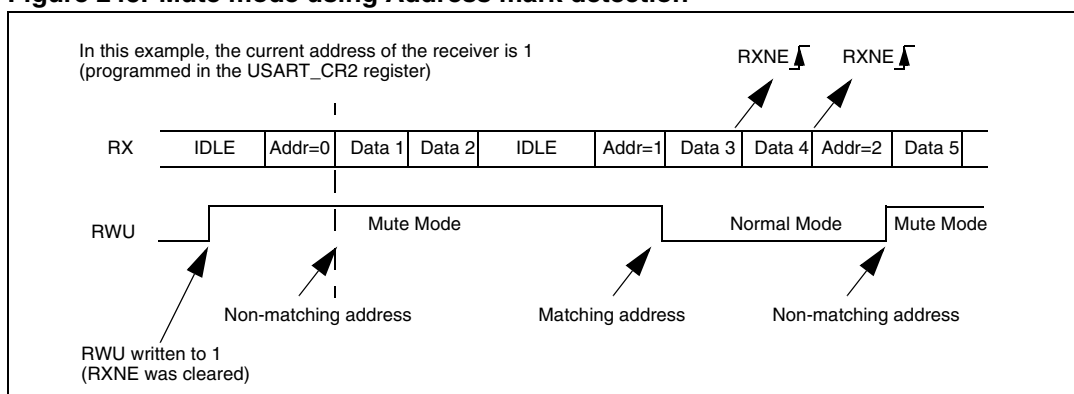 Figure Mute mode using Address mark detection
In this example, the current address of the receiver is 1
(programmed in the USART_CR2 register)
RXNE RXNE
RX IDLE Addr=0 Data 1 Data 2 IDLE Addr=1 Data 3 Data 4 Addr=2 Data 5
RWU Mute Mode Normal Mode Mute Mode
Non-matching address Matching address Non-matching address
RWU written to 1
(RXNE was cleared)